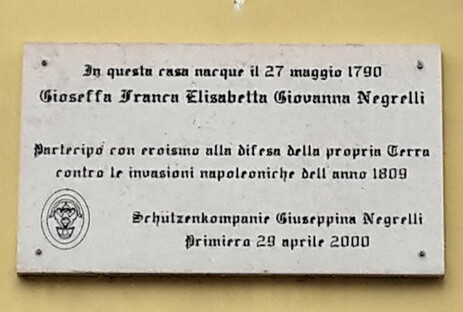 In questa casa nacque il 27 maggio 1790
Gioseffa Franca Elisabetta Giovanna Negrelli
Partecipò con eroismo alla difesa della propria Terra
contro le invasioni napoleoniche dell'anno 1809
Schützenkompanie Giuseppina Negrelli
Primiero 29 aprile 2000